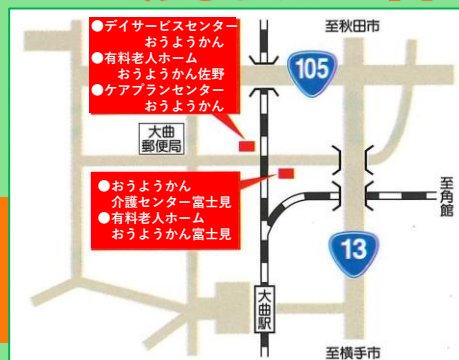 ●デイサービスセンター
おうようかん
●有料老人ホーム
おうようかん佐野
●ケアプランセンター
おうようかん
至秋田市
105
大曲
郵便局
●おうようかん
介護センター富士見
●有料老人ホーム
おうようかん富士見
至角館
13
大曲駅
至横手市